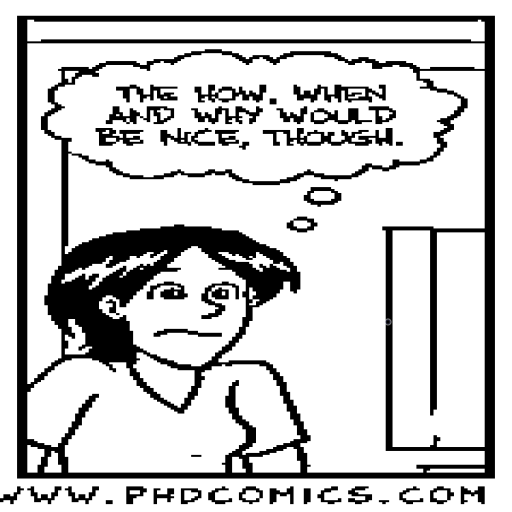 THE HOW. WHEN
AND WHY WOULD
BE NICE, THOUGH.
WWW.PHDCOMICS.COM